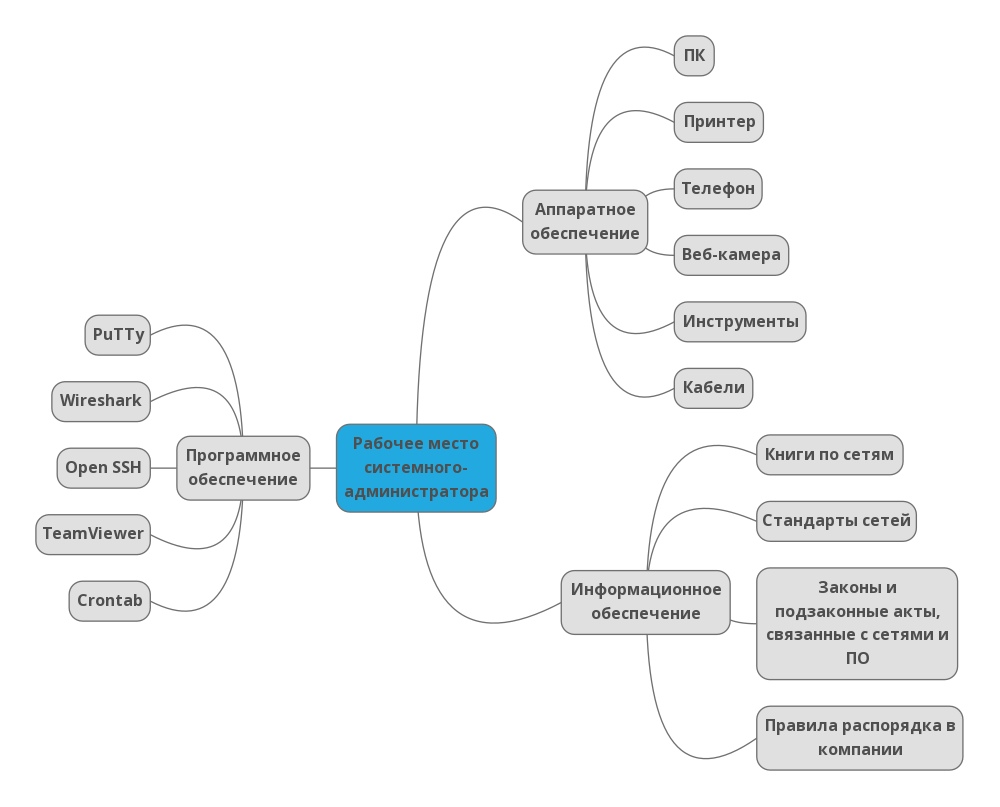 Рабочее место
системного-
администратора
Аппаратное
обеспечение
ПК
Принтер
Телефон
Веб-камера
Инструменты
Кабели
Информационное
обеспечение
Книги по сетям
Стандарты сетей
Законы и
подзаконные акты,
связанные с сетями и
ПО
Правила распорядка в
компании
Программное
обеспечение
PuTTy
Wireshark
Open SSH
TeamViewer
Crontab